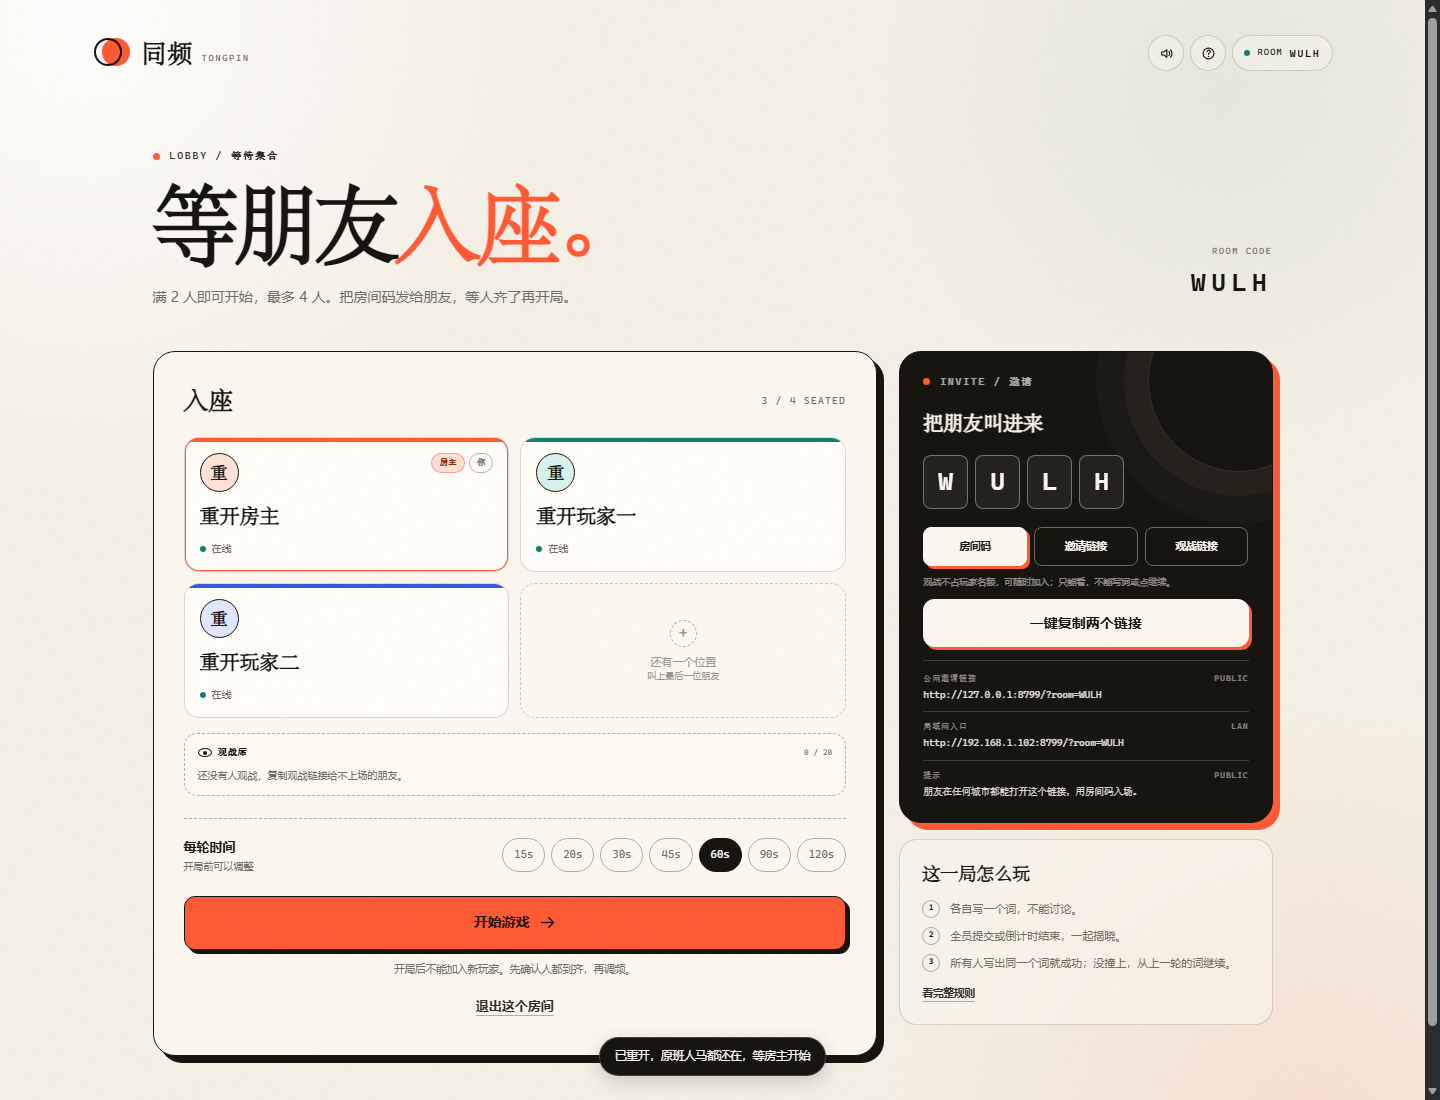 同频 TONGPIN
ROOM WULH
LOBBY / 等待集合
等朋友入座。
满 2 人即可开始，最多 4 人。把房间码发给朋友，等人齐了再开局。
ROOM CODE
WULH
入座
3 / 4 SEATED
重
房主
你
重开房主
在线
重
重开玩家一
在线
重
重开玩家二
在线
+
还有一个位置
叫上最后一位朋友
观战席
0 / 20
还没有人观战，复制观战链接给不上场的朋友。
每轮时间
开局前可以调整
15s
20s
30s
45s
60s
90s
120s
开始游戏 →
开局后不能加入新玩家。先确认人都到齐，再调频。
退出这个房间
INVITE / 邀请
把朋友叫进来
W U L H
房间码
邀请链接
观战链接
观战不占玩家名额，可随时加入；只能看，不能写词或点继续。
一键复制两个链接
公网邀请链接
PUBLIC
http://127.0.0.1:8799/?room=WULH
局域网入口
LAN
http://192.168.1.102:8799/?room=WULH
提示
PUBLIC
朋友在任何城市都能打开这个链接，用房间码入场。
这一局怎么玩
1 各自写一个词，不能讨论。
2 全员提交或倒计时结束，一起揭晓。
3 所有人写出同一个词就成功；没撞上，从上一轮的词继续。
看完整规则
已重开，原班人马都还在，等房主开始